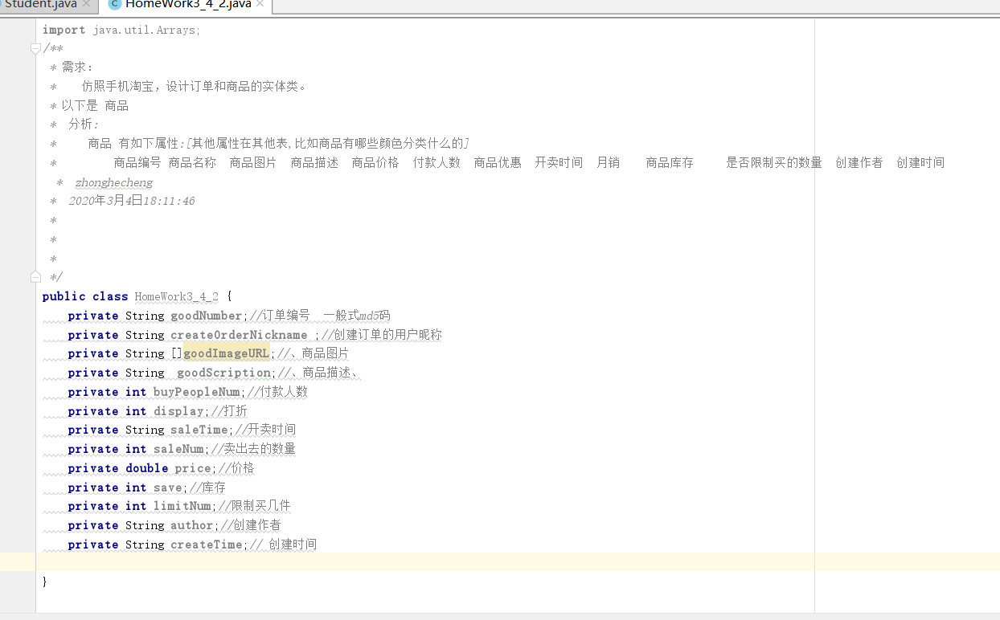 Student.java × C HomeWork3_4_2.java ×
import java.util.Arrays;
/**
* 需求：
* 仿照手机淘宝，设计订单和商品的实体类。
* 以下是 商品
* 分析:
* 商品 有如下属性:[其他属性在其他表,比如商品有哪些颜色分类什么的]
* 商品编号 商品名称 商品图片 商品描述 商品价格 付款人数 商品优惠 开卖时间 月销 商品库存 是否限制买的数量 创建作者 创建时间
* zhonghecheng
* 2020年3月4日18:11:46
*
*
*
*/
public class HomeWork3_4_2 {
private String goodNumber;//订单编号 一般式md5码
private String createOrderNickname ;//创建订单的用户昵称
private String []goodImageURL;//、商品图片
private String goodScription;//、商品描述、
private int buyPeopleNum;//付款人数
private int display;//打折
private String saleTime;//开卖时间
private int saleNum;//卖出去的数量
private double price;//价格
private int save;//库存
private int limitNum;//限制买几件
private String author;//创建作者
private String createTime;// 创建时间
}